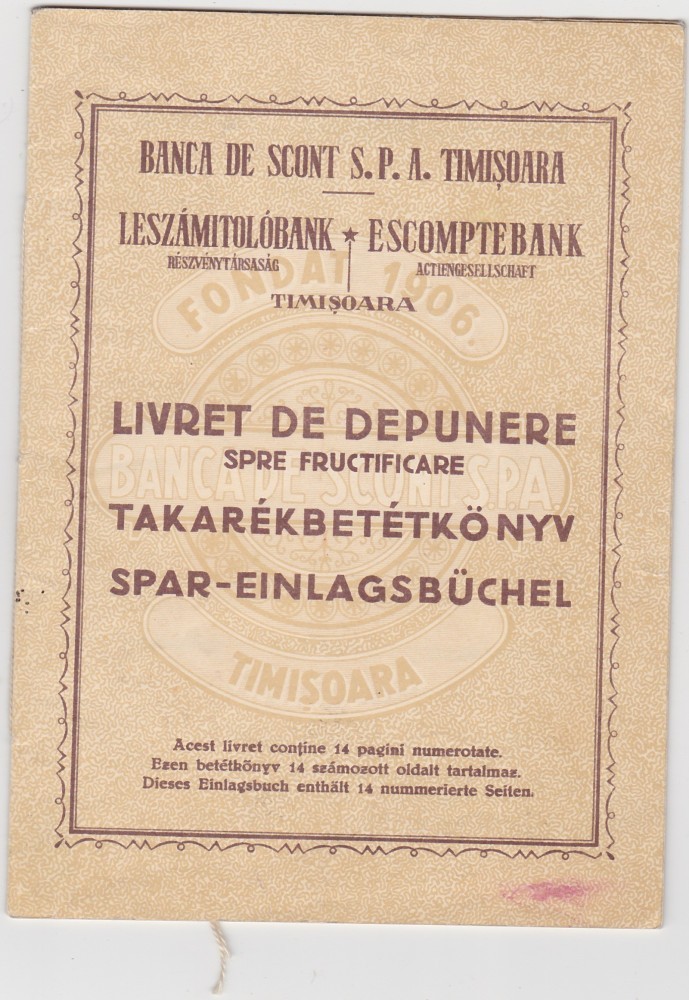 BANCA DE SCONT S.P.A. TIMIȘOARA
LESZÁMITOLÓBANK ★ ESCOMPTEBANK
RÉSZVÉNYTÁRSASÁG ACTIENGESELLSCHAFT
TIMIȘOARA
FONDAT 1906.
LIVRET DE DEPUNERE
SPRE FRUCTIFICARE
BANCA DE SCONT S.P.A.
TAKARÉKBETÉTKÖNYV
SPAR-EINLAGSBÜCHEL
TIMIȘOARA
Acest livret conține 14 pagini numerotate.
Ezen betétkönyv 14 számozott oldalt tartalmaz.
Dieses Einlagsbuch enthält 14 nummerierte Seiten.